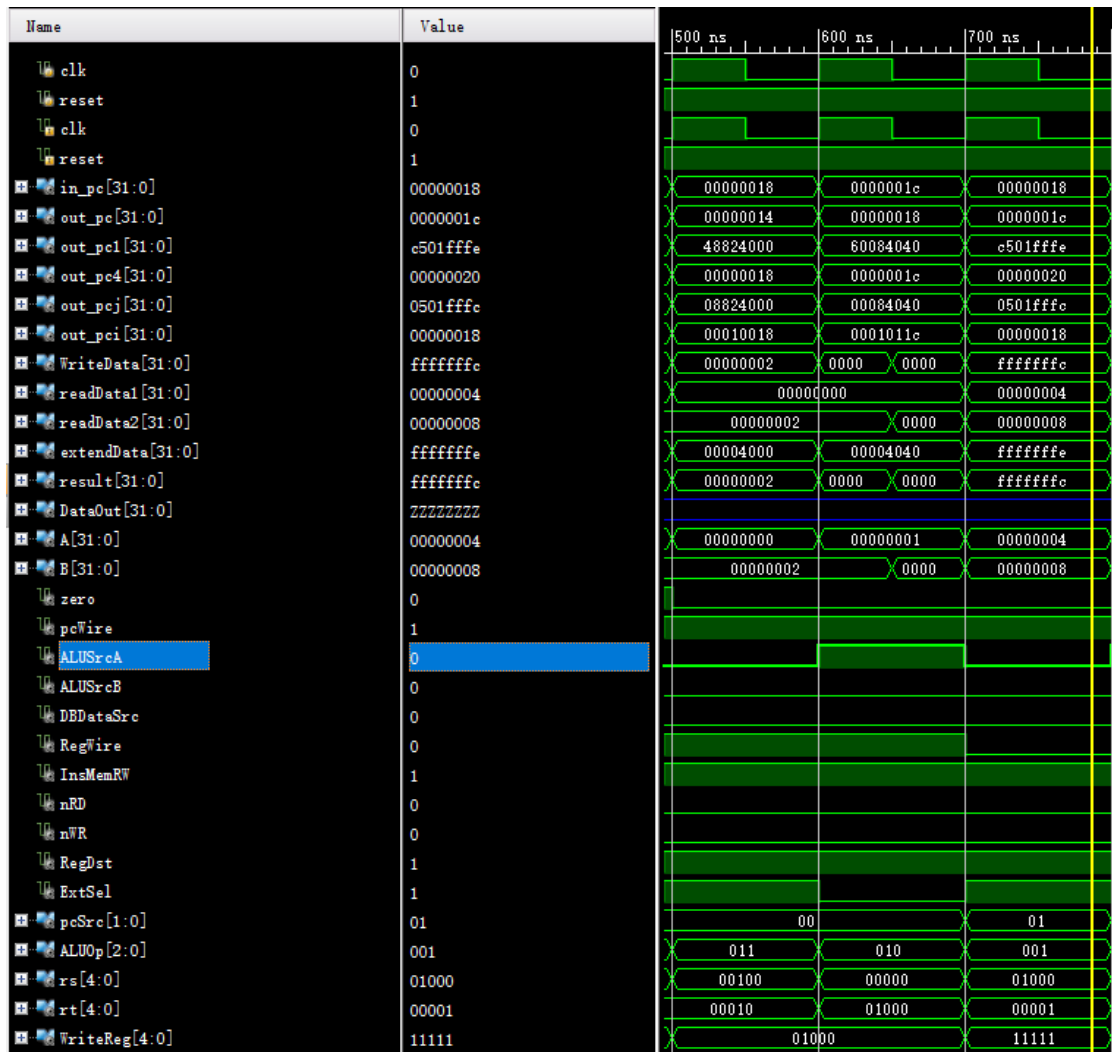 Name Value
500 ns 600 ns 700 ns
clk 0
reset 1
clk 0
reset 1
in_pc[31:0] 00000018 00000018 0000001c 00000018
out_pc[31:0] 0000001c 00000014 00000018 0000001c
out_pc1[31:0] c501fffe 48824000 60084040 c501fffe
out_pc4[31:0] 00000020 00000018 0000001c 00000020
out_pcj[31:0] 0501fffc 08824000 00084040 0501fffc
out_pci[31:0] 00000018 00010018 0001011c 00000018
WriteData[31:0] fffffffc 00000002 0000 0000 fffffffc
readData1[31:0] 00000004 00000000 00000004
readData2[31:0] 00000008 00000002 0000 00000008
extendData[31:0] fffffffe 00004000 00004040 fffffffe
result[31:0] fffffffc 00000002 0000 0000 fffffffc
DataOut[31:0] ZZZZZZZZ
A[31:0] 00000004 00000000 00000001 00000004
B[31:0] 00000008 00000002 0000 00000008
zero 0
pcWire 1
ALUSrcA 0
ALUSrcB 0
DBDataSrc 0
RegWire 0
InsMemRW 1
nRD 0
nWR 0
RegDst 1
ExtSel 1
pcSrc[1:0] 01 00 01
ALUOp[2:0] 001 011 010 001
rs[4:0] 01000 00100 00000 01000
rt[4:0] 00001 00010 01000 00001
WriteReg[4:0] 11111 01000 11111